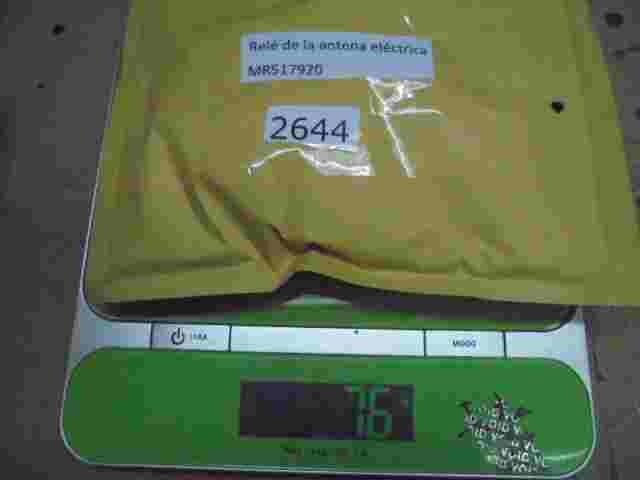 Relé de la antena eléctrica
MR517920
2644
MODO
76